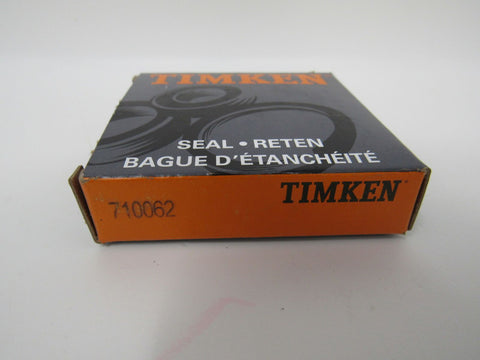 TIMKEN
SEAL • RETEN
BAGUE D'ÉTANCHÉITÉ
710062 TIMKEN